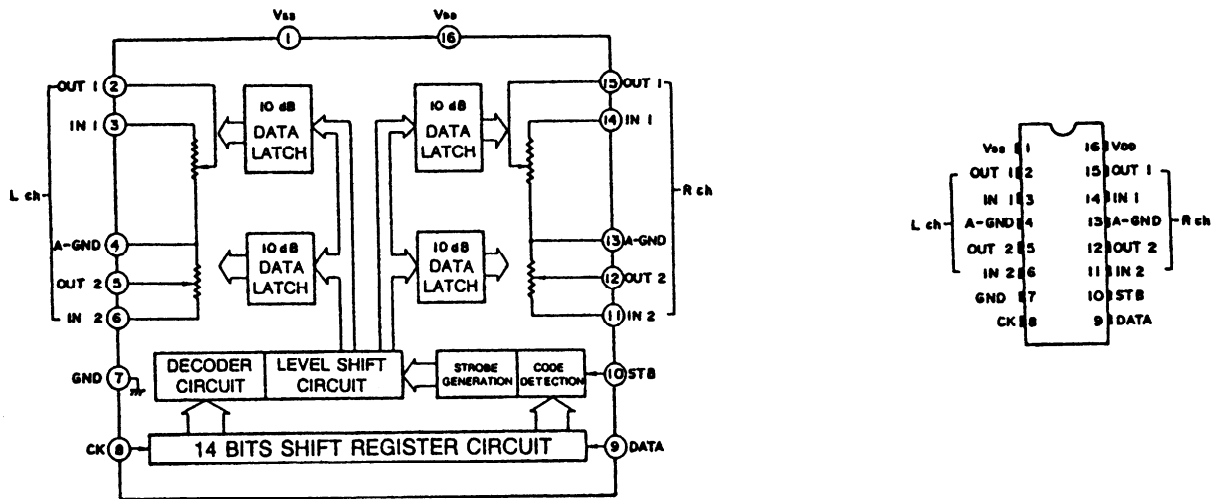 Vss VDD
1 16
OUT 1 2 15 OUT 1
IN 1 3 14 IN 1
10 dB DATA LATCH
10 dB DATA LATCH
L ch
R ch
A-GND 4 13 A-GND
10 dB DATA LATCH
10 dB DATA LATCH
OUT 2 5 12 OUT 2
IN 2 6 11 IN 2
GND 7
DECODER CIRCUIT
LEVEL SHIFT CIRCUIT
STROBE GENERATION
CODE DETECTION
10 STB
CK 8
14 BITS SHIFT REGISTER CIRCUIT
9 DATA
Vss 1 16 VDD
OUT 1 2 15 OUT 1
IN 1 3 14 IN 1
L ch A-GND 4 13 A-GND R ch
OUT 2 5 12 OUT 2
IN 2 6 11 IN 2
GND 7 10 STB
CK 8 9 DATA